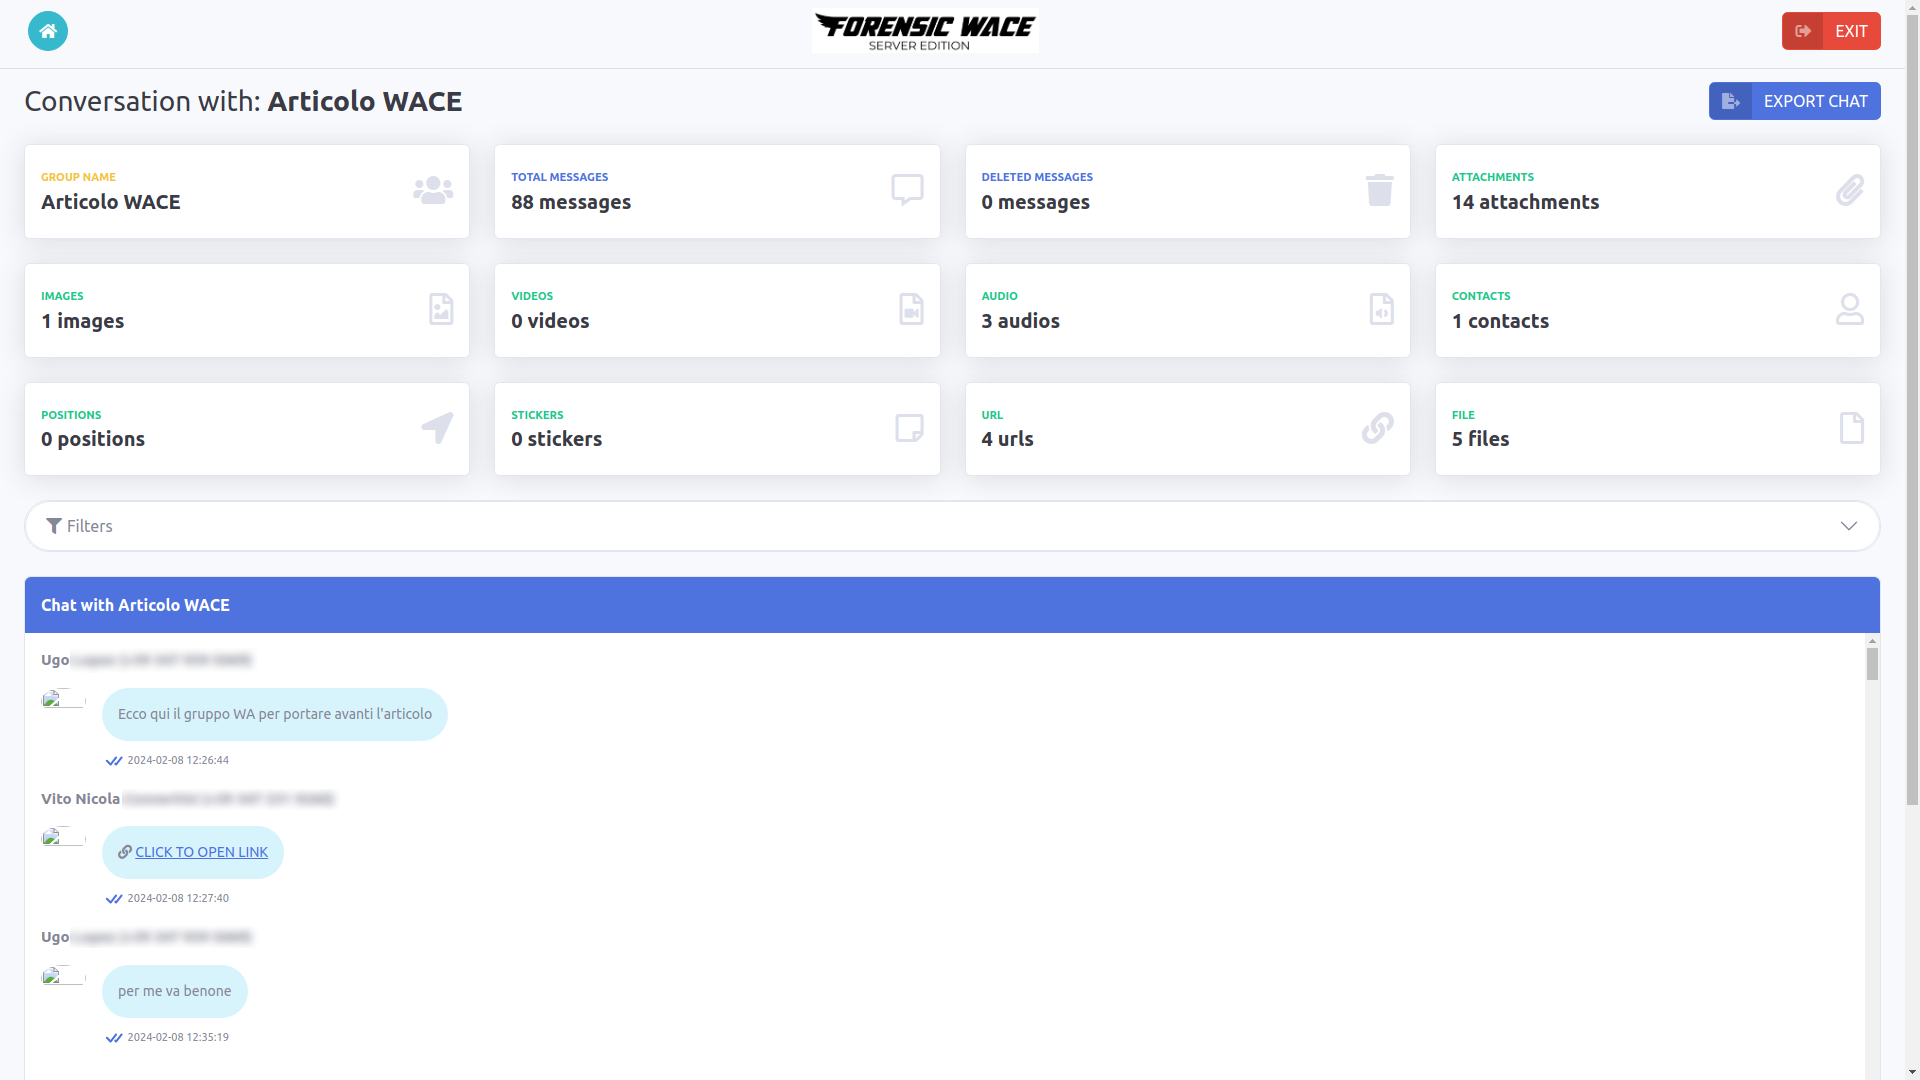 FORENSIC WACE
SERVER EDITION
EXIT
Conversation with: Articolo WACE
EXPORT CHAT
GROUP NAME
Articolo WACE
TOTAL MESSAGES
88 messages
DELETED MESSAGES
0 messages
ATTACHMENTS
14 attachments
IMAGES
1 images
VIDEOS
0 videos
AUDIO
3 audios
CONTACTS
1 contacts
POSITIONS
0 positions
STICKERS
0 stickers
URL
4 urls
FILE
5 files
Filters
Chat with Articolo WACE
Ugo
Ecco qui il gruppo WA per portare avanti l'articolo
2024-02-08 12:26:44
Vito Nicola
CLICK TO OPEN LINK
2024-02-08 12:27:40
Ugo
per me va benone
2024-02-08 12:35:19